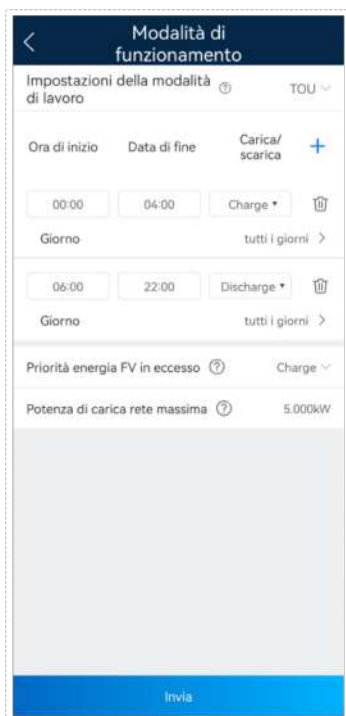 Modalità di
funzionamento
Impostazioni della modalità
di lavoro
TOU
Ora di inizio Data di fine Carica/
scarica
00:00 04:00 Charge
Giorno tutti i giorni
06:00 22:00 Discharge
Giorno tutti i giorni
Priorità energia FV in eccesso Charge
Potenza di carica rete massima 5.000kW
Invia